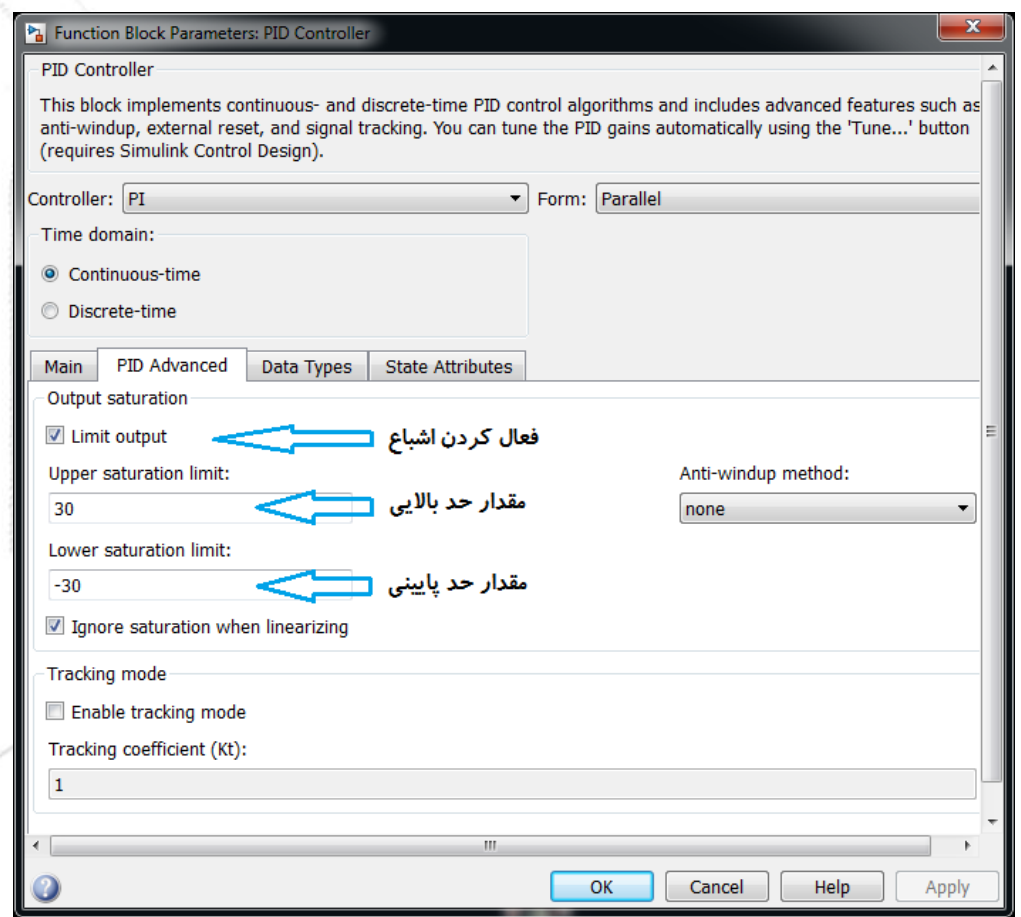 Function Block Parameters: PID Controller
PID Controller
This block implements continuous- and discrete-time PID control algorithms and includes advanced features such as
anti-windup, external reset, and signal tracking. You can tune the PID gains automatically using the 'Tune...' button
(requires Simulink Control Design).
Controller: PI Form: Parallel
Time domain:
Continuous-time
Discrete-time
Main PID Advanced Data Types State Attributes
Output saturation
Limit output فعال کردن اشباع
Upper saturation limit: Anti-windup method:
30 مقدار حد بالایی none
Lower saturation limit:
-30 مقدار حد پایینی
Ignore saturation when linearizing
Tracking mode
Enable tracking mode
Tracking coefficient (Kt):
1
OK Cancel Help Apply